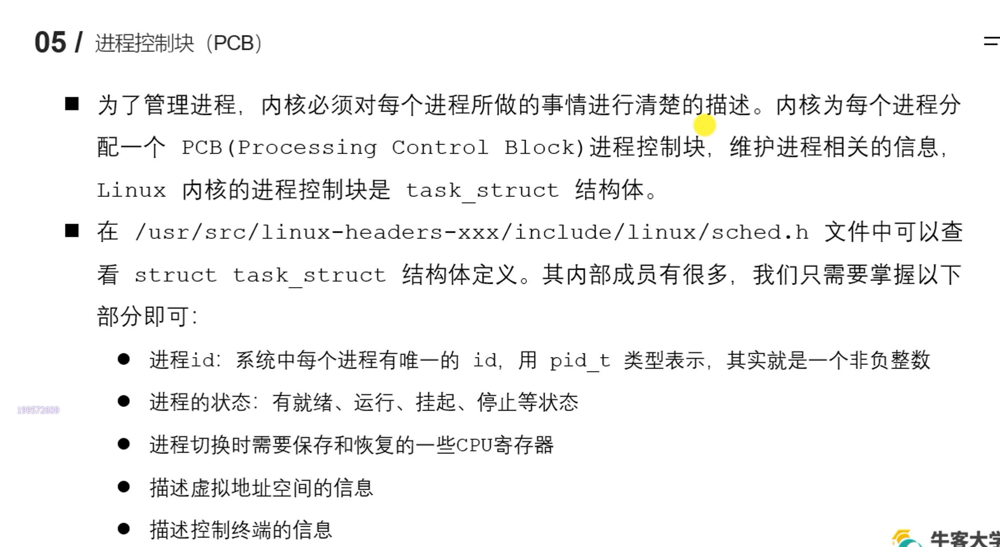 05 / 进程控制块（PCB）
为了管理进程，内核必须对每个进程所做的事情进行清楚的描述。内核为每个进程分
配一个 PCB(Processing Control Block)进程控制块，维护进程相关的信息，
Linux 内核的进程控制块是 task_struct 结构体。
在 /usr/src/linux-headers-xxx/include/linux/sched.h 文件中可以查
看 struct task_struct 结构体定义。其内部成员有很多，我们只需要掌握以下
部分即可：
进程id：系统中每个进程有唯一的 id，用 pid_t 类型表示，其实就是一个非负整数
进程的状态：有就绪、运行、挂起、停止等状态
199572609
进程切换时需要保存和恢复的一些CPU寄存器
描述虚拟地址空间的信息
描述控制终端的信息
牛客大学